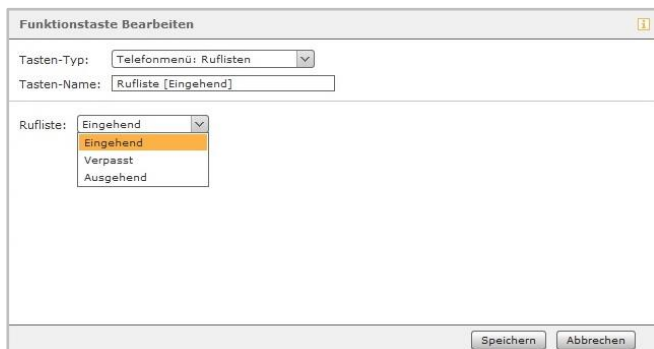 Funktionstaste Bearbeiten
Tasten-Typ: Telefonmenü: Ruflisten
Tasten-Name: Rufliste [Eingehend]
Rufliste: Eingehend
Eingehend
Verpasst
Ausgehend
Speichern Abbrechen